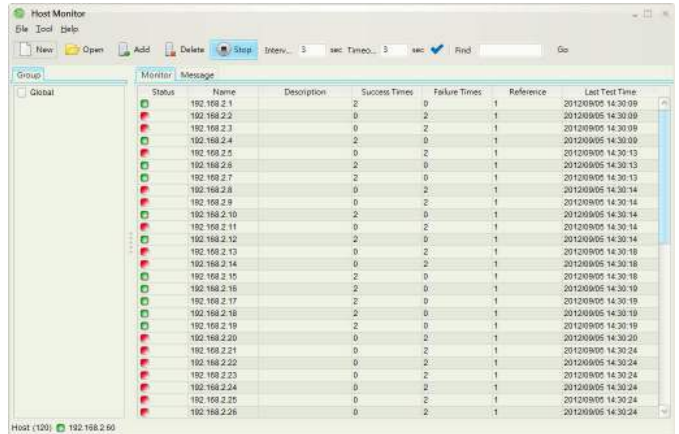 Host Monitor
File Tool Help
New Open Add Delete Stop Interv... 3 sec Timeo... 3 sec Find Go
Group
Monitor Message
Global
Status Name Description Success Times Failure Times Reference Last Test Time
192.168.2.1 2 0 1 2012/09/05 14:30:09
192.168.2.2 0 2 1 2012/09/05 14:30:09
192.168.2.3 0 2 1 2012/09/05 14:30:09
192.168.2.4 2 0 1 2012/09/05 14:30:09
192.168.2.5 0 2 1 2012/09/05 14:30:13
192.168.2.6 2 0 1 2012/09/05 14:30:13
192.168.2.7 2 0 1 2012/09/05 14:30:13
192.168.2.8 0 2 1 2012/09/05 14:30:14
192.168.2.9 0 2 1 2012/09/05 14:30:14
192.168.2.10 2 0 1 2012/09/05 14:30:14
192.168.2.11 0 2 1 2012/09/05 14:30:14
192.168.2.12 2 0 1 2012/09/05 14:30:14
192.168.2.13 0 2 1 2012/09/05 14:30:18
192.168.2.14 0 2 1 2012/09/05 14:30:18
192.168.2.15 2 0 1 2012/09/05 14:30:18
192.168.2.16 2 0 1 2012/09/05 14:30:19
192.168.2.17 2 0 1 2012/09/05 14:30:19
192.168.2.18 2 0 1 2012/09/05 14:30:19
192.168.2.19 2 0 1 2012/09/05 14:30:19
192.168.2.20 0 2 1 2012/09/05 14:30:20
192.168.2.21 0 2 1 2012/09/05 14:30:24
192.168.2.22 0 2 1 2012/09/05 14:30:24
192.168.2.23 0 2 1 2012/09/05 14:30:24
192.168.2.24 0 2 1 2012/09/05 14:30:24
192.168.2.25 0 2 1 2012/09/05 14:30:24
192.168.2.26 0 2 1 2012/09/05 14:30:24
Host (120) 192.168.2.60